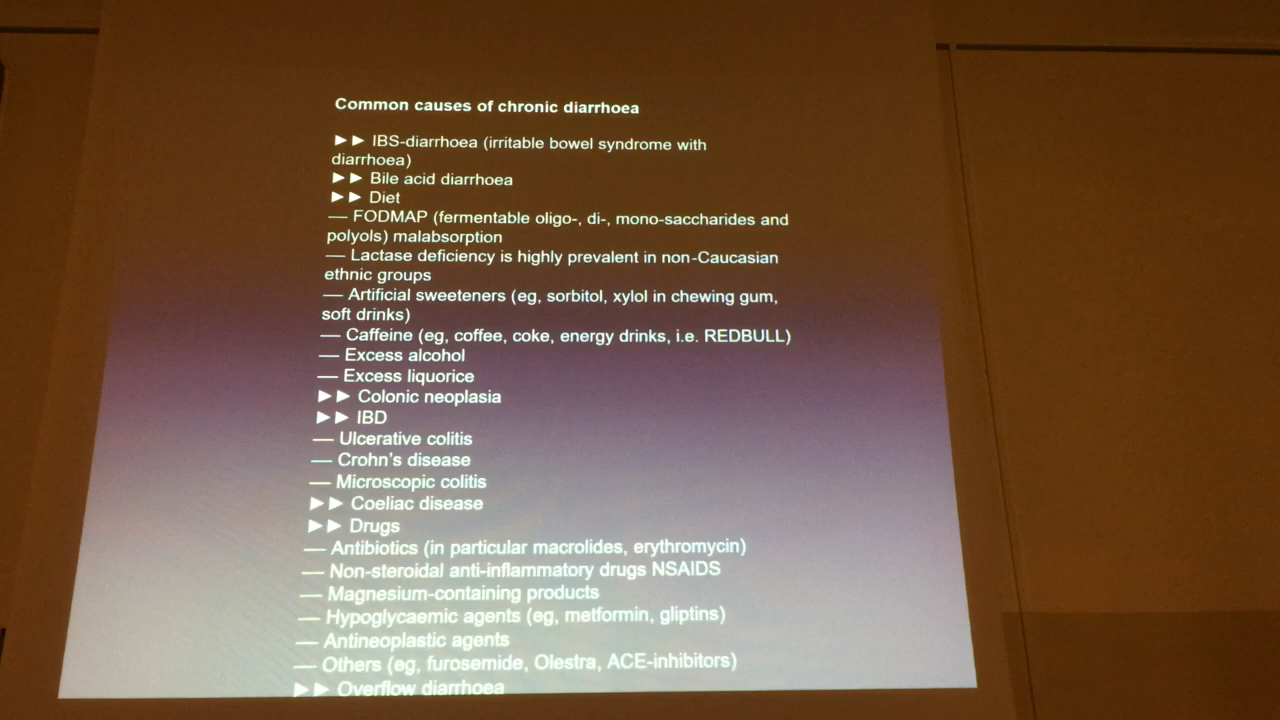 Common causes of chronic diarrhoea
►► IBS-diarrhoea (irritable bowel syndrome with
diarrhoea)
►► Bile acid diarrhoea
►► Diet
— FODMAP (fermentable oligo-, di-, mono-saccharides and
polyols) malabsorption
— Lactase deficiency is highly prevalent in non-Caucasian
ethnic groups
— Artificial sweeteners (eg, sorbitol, xylol in chewing gum,
soft drinks)
— Caffeine (eg, coffee, coke, energy drinks, i.e. REDBULL)
— Excess alcohol
— Excess liquorice
►► Colonic neoplasia
►► IBD
— Ulcerative colitis
— Crohn’s disease
— Microscopic colitis
►► Coeliac disease
►► Drugs
— Antibiotics (in particular macrolides, erythromycin)
— Non-steroidal anti-inflammatory drugs NSAIDS
— Magnesium-containing products
— Hypoglycaemic agents (eg, metformin, gliptins)
— Antineoplastic agents
— Others (eg, furosemide, Olestra, ACE-inhibitors)
►► Overflow diarrhoea